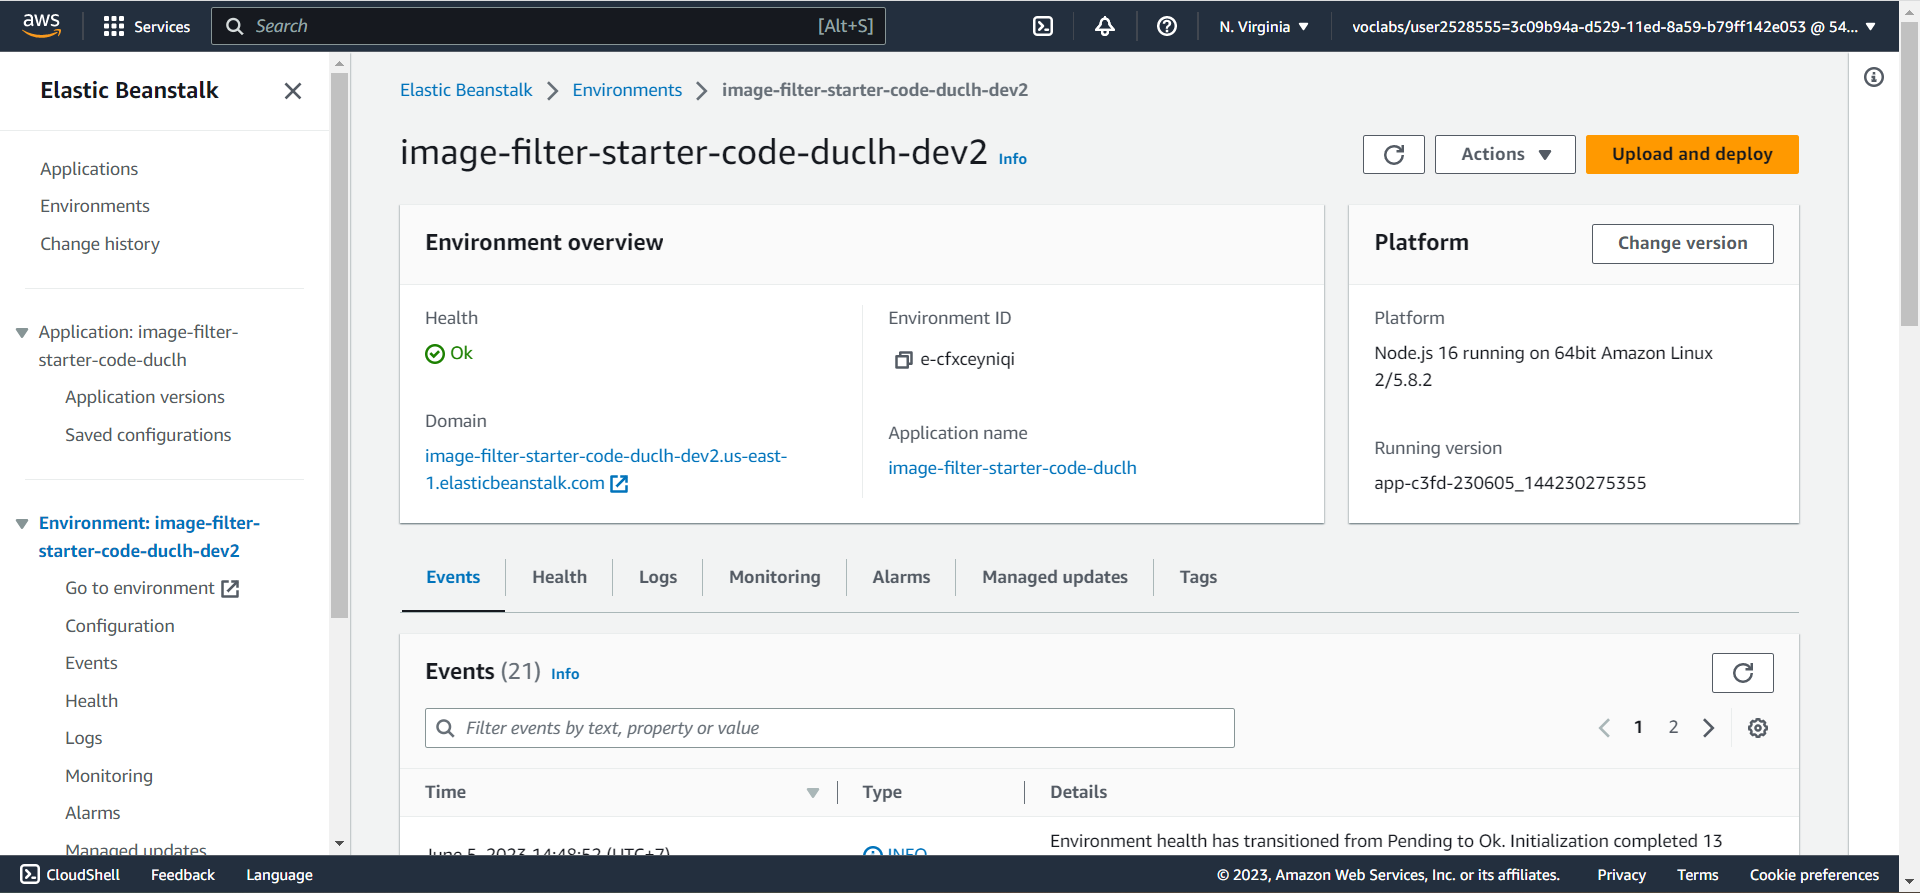 aws
Services
Search
[Alt+S]
N. Virginia
voclabs/user2528555=3c09b94a-d529-11ed-8a59-b79ff142e053 @ 54...
Elastic Beanstalk
Applications
Environments
Change history
Application: image-filter-
starter-code-duclh
Application versions
Saved configurations
Environment: image-filter-
starter-code-duclh-dev2
Go to environment
Configuration
Events
Health
Logs
Monitoring
Alarms
Managed updates
Elastic Beanstalk > Environments > image-filter-starter-code-duclh-dev2
image-filter-starter-code-duclh-dev2 Info
Actions
Upload and deploy
Environment overview
Health
Ok
Domain
image-filter-starter-code-duclh-dev2.us-east-
1.elasticbeanstalk.com
Environment ID
e-cfxceyniqi
Application name
image-filter-starter-code-duclh
Platform
Change version
Platform
Node.js 16 running on 64bit Amazon Linux
2/5.8.2
Running version
app-c3fd-230605_144230275355
Events
Health
Logs
Monitoring
Alarms
Managed updates
Tags
Events (21) Info
Filter events by text, property or value
1 2
Time
Type
Details
June 5, 2023 14:48:52 (UTC+7)
INFO
Environment health has transitioned from Pending to Ok. Initialization completed 13
CloudShell
Feedback
Language
© 2023, Amazon Web Services, Inc. or its affiliates.
Privacy
Terms
Cookie preferences